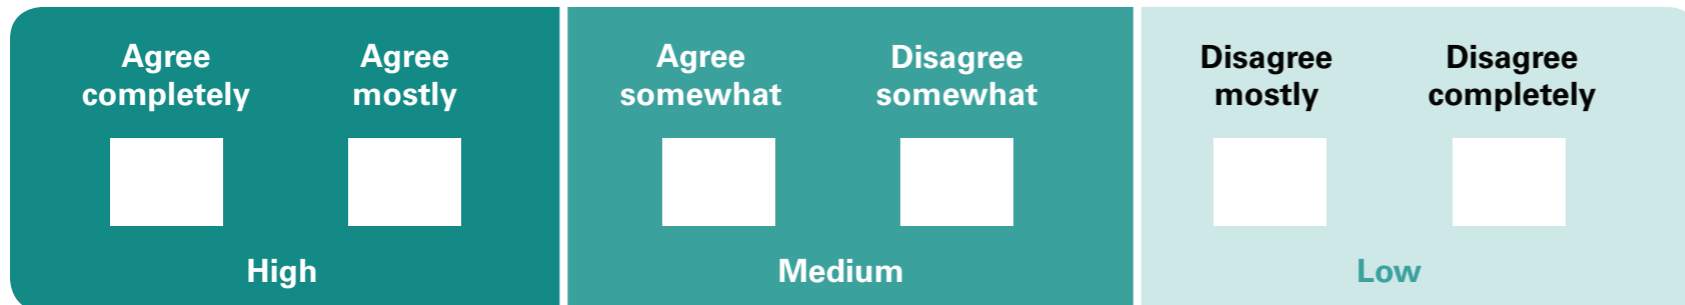 Agree completely
Agree mostly
Agree somewhat
Disagree somewhat
Disagree mostly
Disagree completely
High
Medium
Low